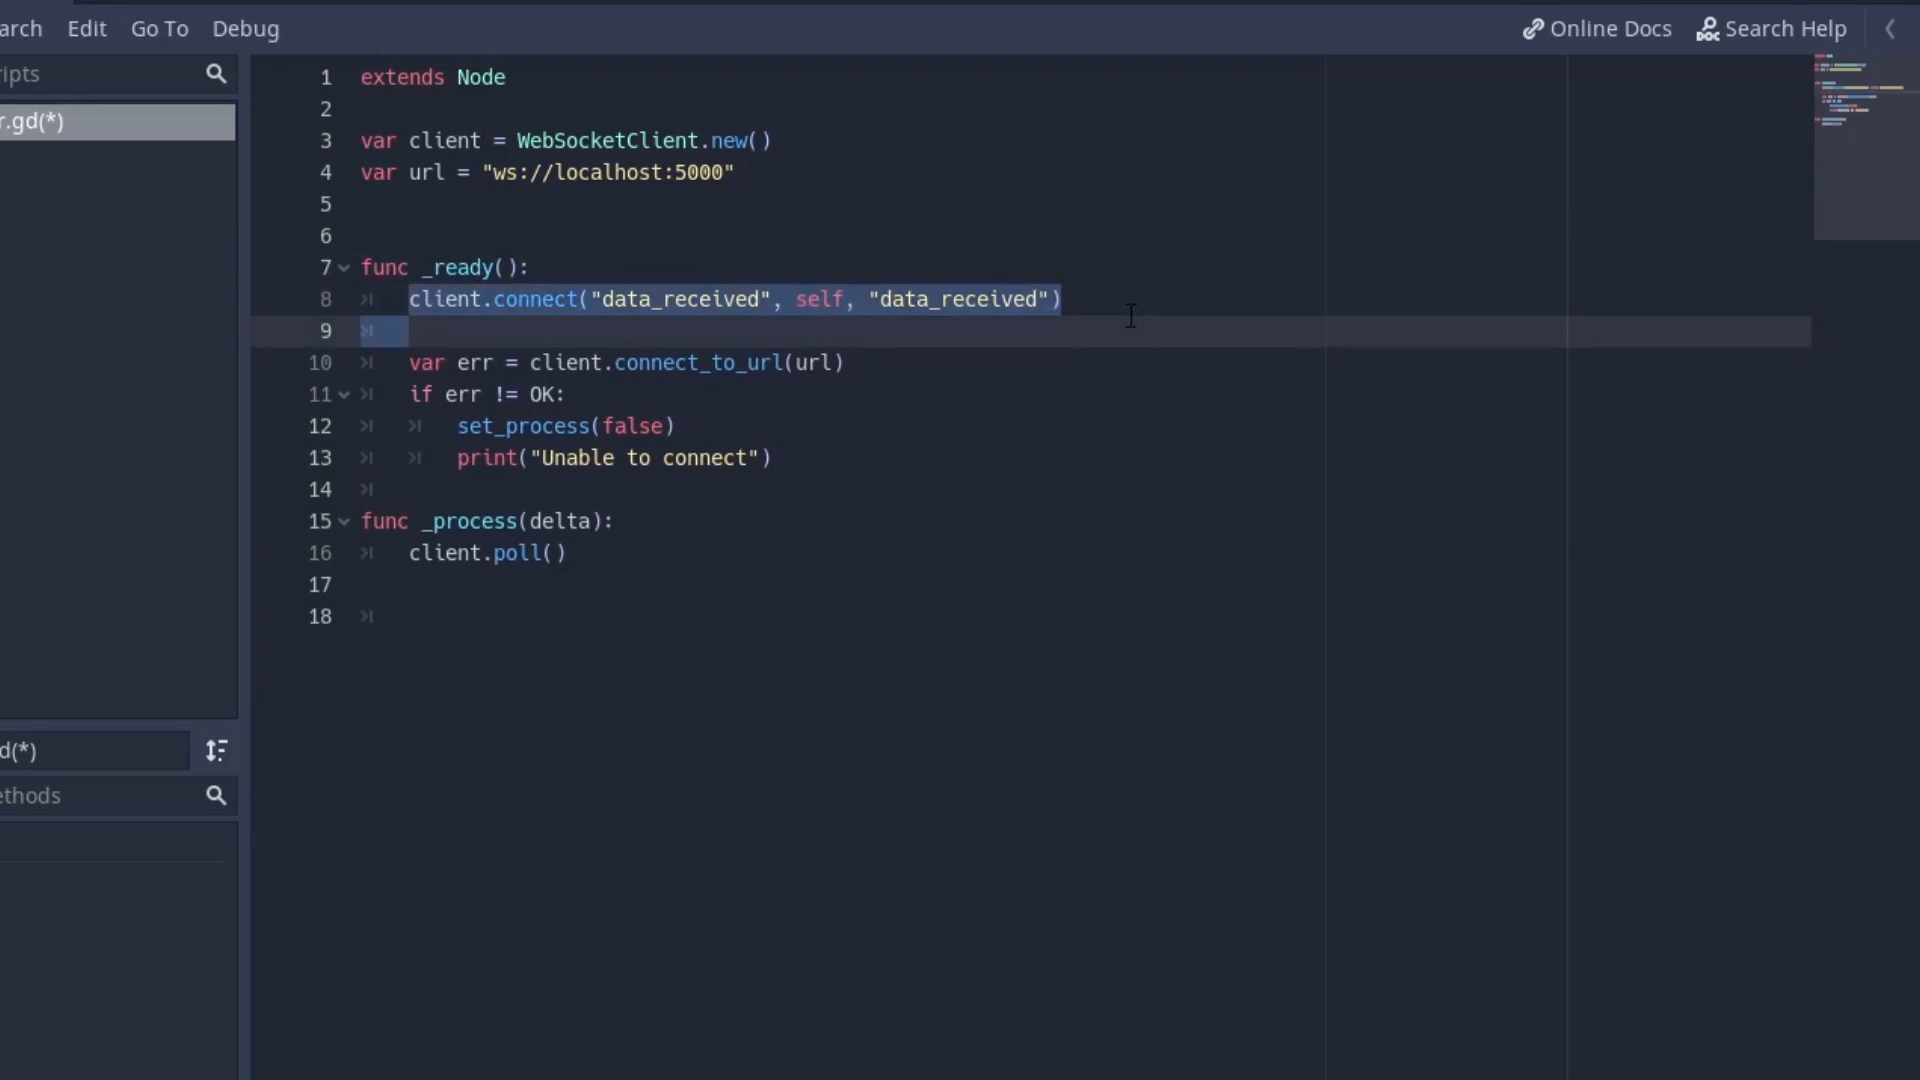 arch Edit Go To Debug Online Docs Search Help
ipts
r.gd(*)
d(*)
ethods
1 extends Node
2
3 var client = WebSocketClient.new()
4 var url = "ws://localhost:5000"
5
6
7 func _ready():
8 client.connect("data_received", self, "data_received")
9
10 var err = client.connect_to_url(url)
11 if err != OK:
12 set_process(false)
13 print("Unable to connect")
14
15 func _process(delta):
16 client.poll()
17
18